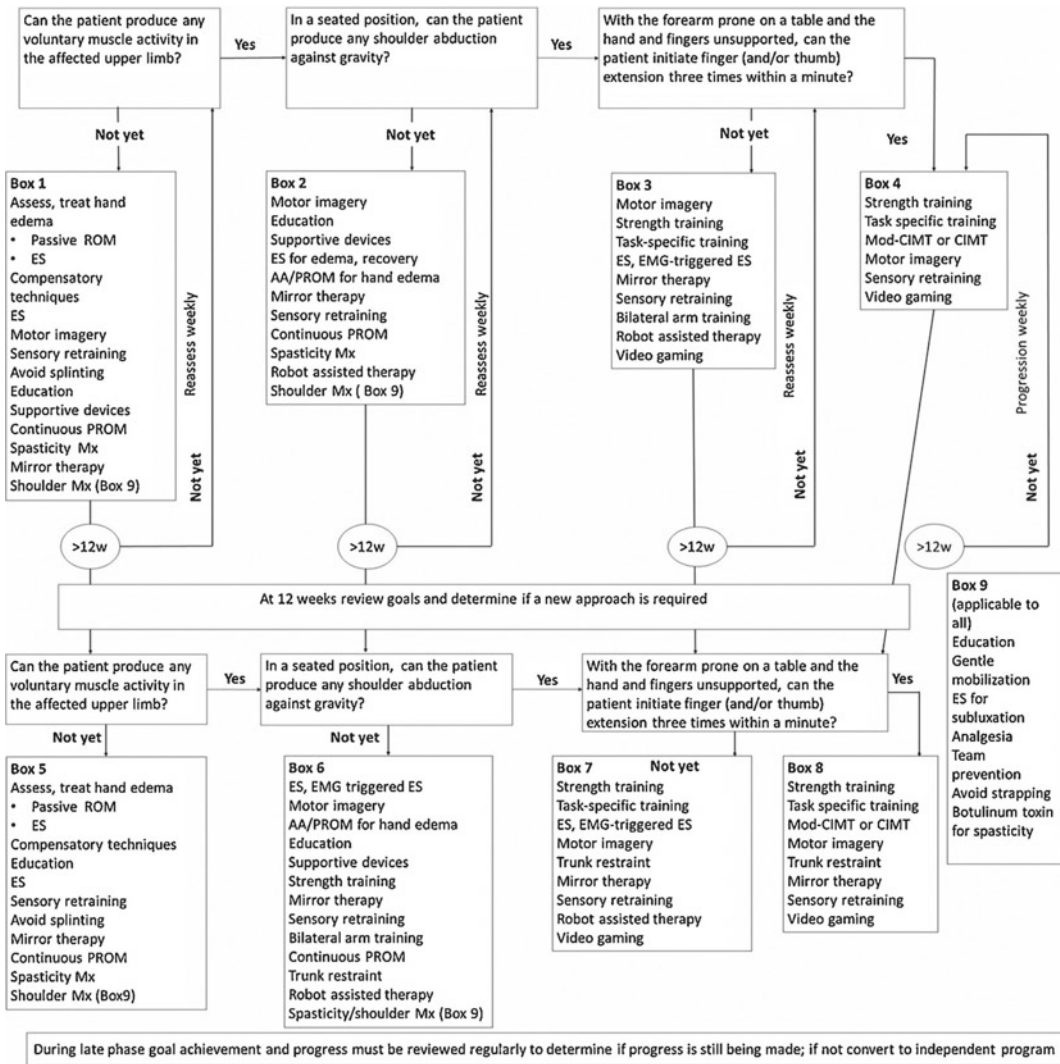 Can the patient produce any
voluntary muscle activity in
the affected upper limb?
Yes
In a seated position, can the patient
produce any shoulder abduction
against gravity?
Yes
With the forearm prone on a table and the
hand and fingers unsupported, can the
patient initiate finger (and/or thumb)
extension three times within a minute?
Not yet
Not yet
Not yet
Yes
Box 1
Assess, treat hand
edema
• Passive ROM
• ES
Compensatory
techniques
ES
Motor imagery
Sensory retraining
Avoid splinting
Education
Supportive devices
Continuous PROM
Spasticity Mx
Mirror therapy
Shoulder Mx (Box 9)
Reassess weekly
Not yet
Box 2
Motor imagery
Education
Supportive devices
ES for edema, recovery
AA/PROM for hand edema
Mirror therapy
Sensory retraining
Continuous PROM
Spasticity Mx
Robot assisted therapy
Shoulder Mx ( Box 9)
Reassess weekly
Not yet
Box 3
Motor imagery
Strength training
Task-specific training
ES, EMG-triggered ES
Mirror therapy
Sensory retraining
Bilateral arm training
Robot assisted therapy
Video gaming
Reassess weekly
Not yet
Box 4
Strength training
Task specific training
Mod-CIMT or CIMT
Motor imagery
Sensory retraining
Video gaming
Progression weekly
Not yet
>12w
>12w
>12w
>12w
At 12 weeks review goals and determine if a new approach is required
Box 9
(applicable to
all)
Education
Gentle
mobilization
ES for
subluxation
Analgesia
Team
prevention
Avoid strapping
Botulinum toxin
for spasticity
Can the patient produce any
voluntary muscle activity in
the affected upper limb?
Yes
In a seated position, can the patient
produce any shoulder abduction
against gravity?
Yes
With the forearm prone on a table and the
hand and fingers unsupported, can the
patient initiate finger (and/or thumb)
extension three times within a minute?
Yes
Not yet
Not yet
Not yet
Box 5
Assess, treat hand edema
• Passive ROM
• ES
Compensatory techniques
Education
ES
Sensory retraining
Avoid splinting
Mirror therapy
Continuous PROM
Spasticity Mx
Shoulder Mx (Box9)
Box 6
ES, EMG triggered ES
Motor imagery
AA/PROM for hand edema
Education
Supportive devices
Strength training
Mirror therapy
Sensory retraining
Bilateral arm training
Continuous PROM
Trunk restraint
Robot assisted therapy
Spasticity/shoulder Mx (Box 9)
Box 7
Strength training
Task-specific training
ES, EMG-triggered ES
Motor imagery
Trunk restraint
Mirror therapy
Sensory retraining
Robot assisted therapy
Video gaming
Box 8
Strength training
Task specific training
Mod-CIMT or CIMT
Motor imagery
Trunk restraint
Mirror therapy
Sensory retraining
Video gaming
During late phase goal achievement and progress must be reviewed regularly to determine if progress is still being made; if not convert to independent program